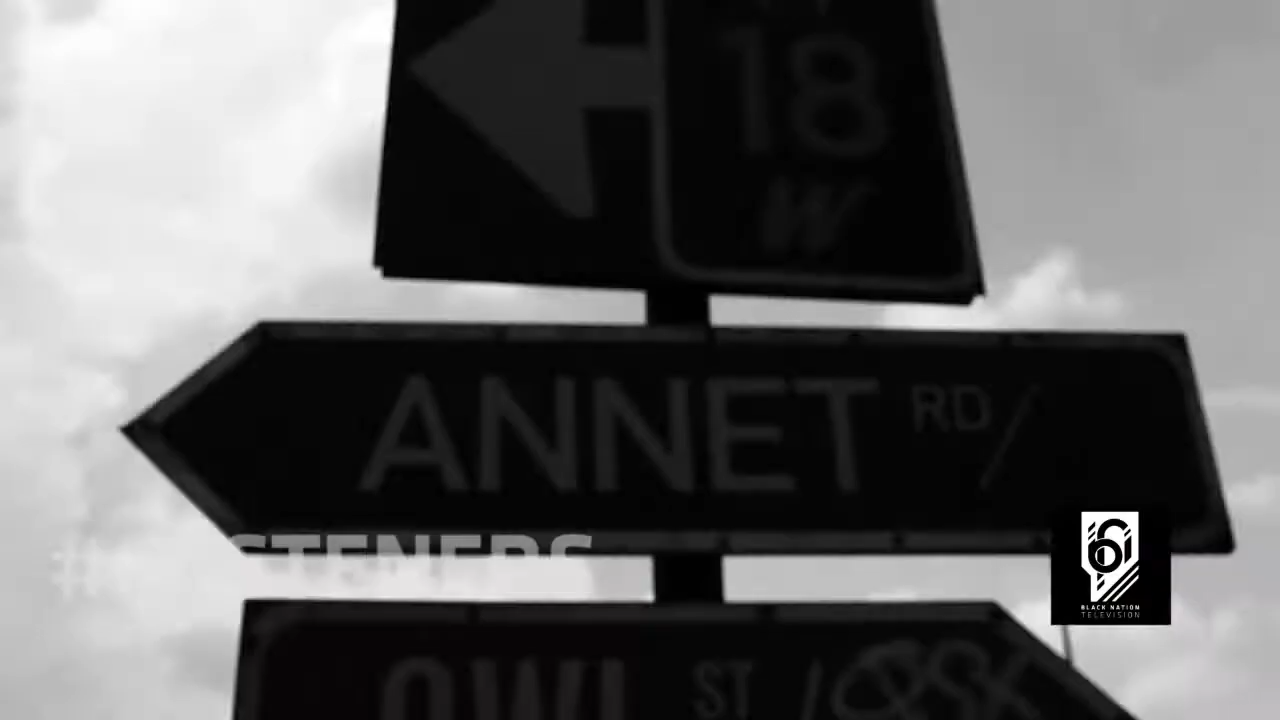 18
W
ANNET RD/
OWL ST /
BLACK NATION
TELEVISION